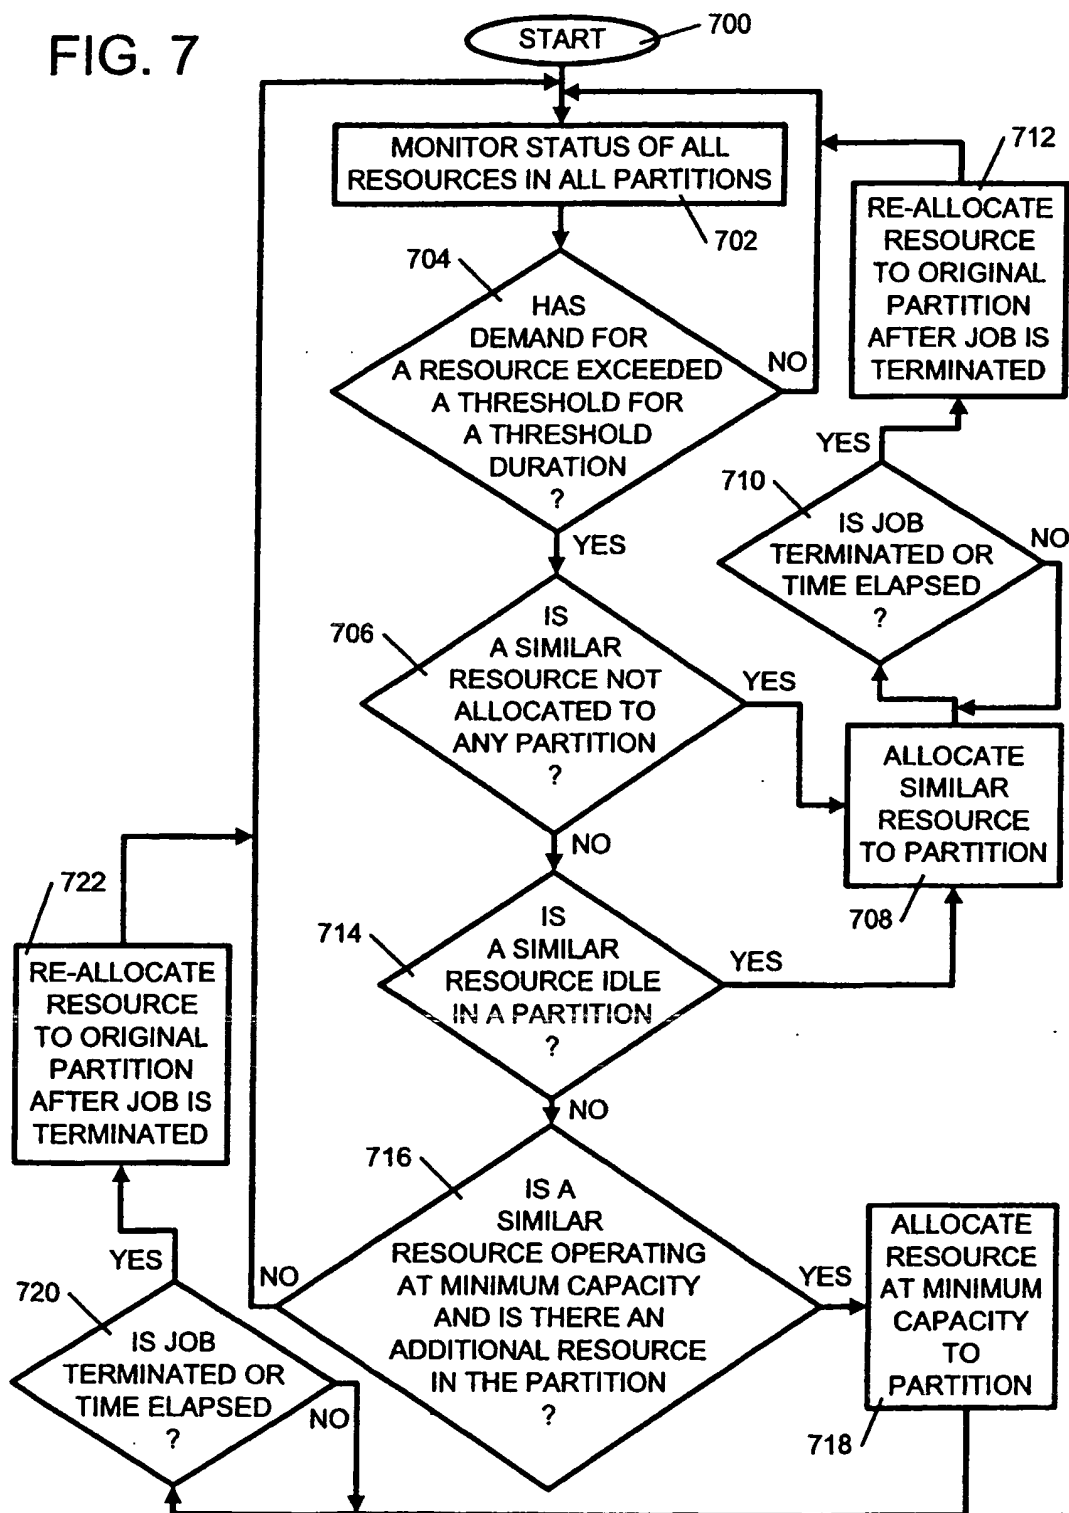 FIG. 7
START
700
MONITOR STATUS OF ALL
RESOURCES IN ALL PARTITIONS
702
704
HAS
DEMAND FOR
A RESOURCE EXCEEDED
A THRESHOLD FOR
A THRESHOLD
DURATION
?
NO
YES
712
RE-ALLOCATE
RESOURCE
TO ORIGINAL
PARTITION
AFTER JOB IS
TERMINATED
YES
710
IS JOB
TERMINATED OR
TIME ELAPSED
?
NO
706
IS
A SIMILAR
RESOURCE NOT
ALLOCATED TO
ANY PARTITION
?
YES
NO
ALLOCATE
SIMILAR
RESOURCE
TO PARTITION
708
714
IS
A SIMILAR
RESOURCE IDLE
IN A PARTITION
?
YES
NO
722
RE-ALLOCATE
RESOURCE
TO ORIGINAL
PARTITION
AFTER JOB IS
TERMINATED
YES
720
IS JOB
TERMINATED OR
TIME ELAPSED
?
NO
716
IS A
SIMILAR
RESOURCE OPERATING
AT MINIMUM CAPACITY
AND IS THERE AN
ADDITIONAL RESOURCE
IN THE PARTITION
?
NO
YES
ALLOCATE
RESOURCE
AT MINIMUM
CAPACITY
TO
PARTITION
718